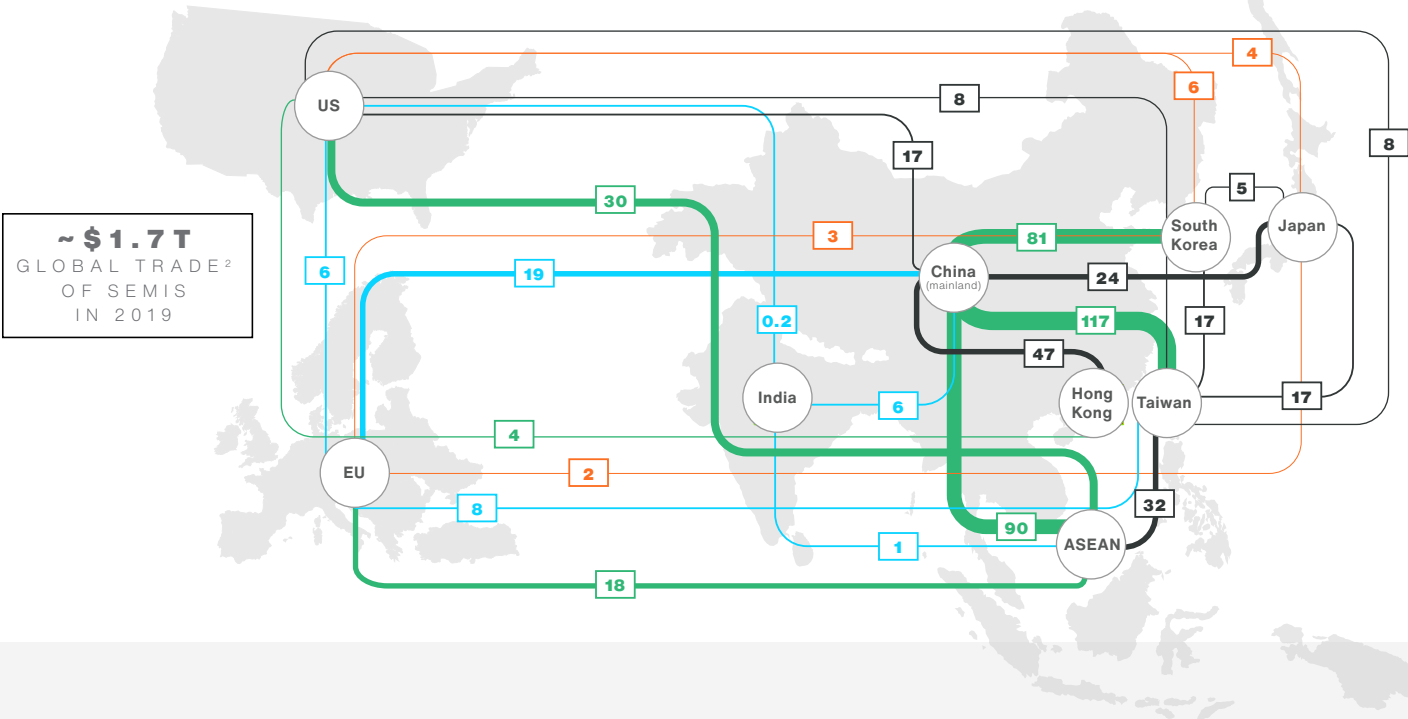 4
US
6
8
8
17
5
30
South
Korea
Japan
3
81
~$1.7T
GLOBAL TRADE²
OF SEMIS
IN 2019
6
19
China
(mainland)
24
0.2
117
17
47
India
6
Hong
Kong
Taiwan
17
4
EU
2
8
32
90
1
ASEAN
18